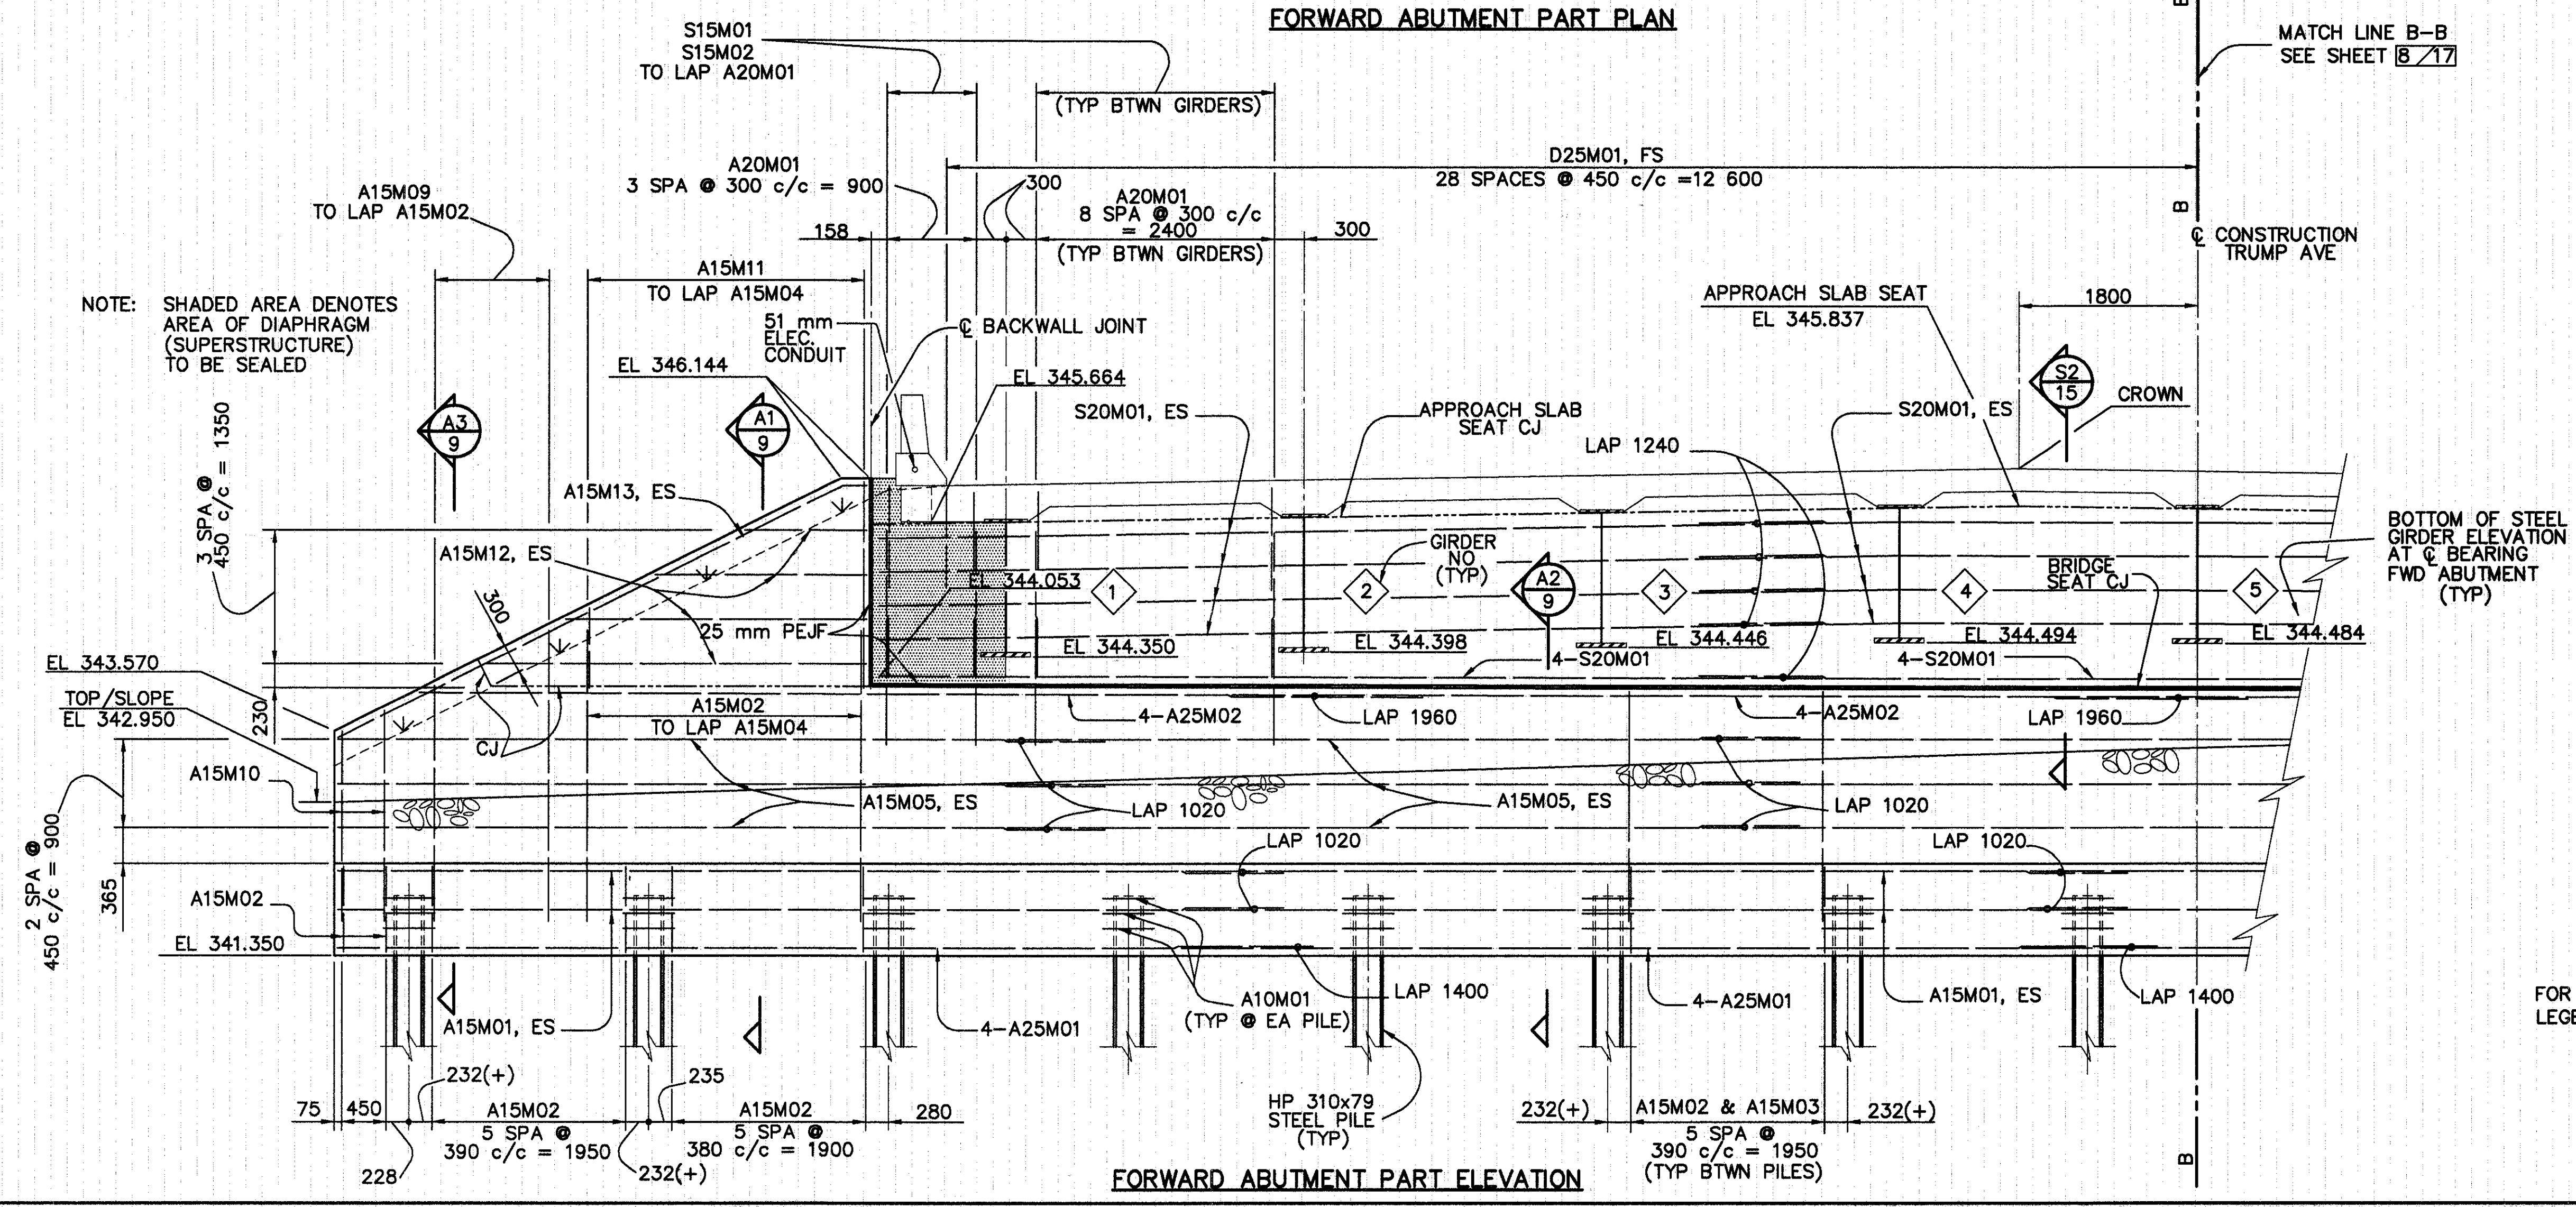 FORWARD ABUTMENT PART PLAN
B
MATCH LINE B-B
SEE SHEET 8/17
S15M01
S15M02
TO LAP A20M01
(TYP BTWN GIRDERS)
D25M01, FS
28 SPACES @ 450 c/c =12 600
A20M01
3 SPA @ 300 c/c = 900
300
A20M01
8 SPA @ 300 c/c
= 2400
(TYP BTWN GIRDERS)
158
300
A15M09
TO LAP A15M02
B
℄ CONSTRUCTION
TRUMP AVE
A15M11
TO LAP A15M04
NOTE: SHADED AREA DENOTES
AREA OF DIAPHRAGM
(SUPERSTRUCTURE)
TO BE SEALED
51 mm
ELEC.
CONDUIT
℄ BACKWALL JOINT
APPROACH SLAB SEAT
EL 345.837
1800
EL 346.144
EL 345.664
S2
15
CROWN
A3
9
A1
9
S20M01, ES
APPROACH SLAB
SEAT CJ
S20M01, ES
LAP 1240
3 SPA @
450 c/c = 1350
A15M13, ES
A15M12, ES
GIRDER
NO
(TYP)
BOTTOM OF STEEL
GIRDER ELEVATION
AT ℄ BEARING
FWD ABUTMENT
(TYP)
EL 344.053
BRIDGE
SEAT CJ
1
2
A2
9
3
4
5
300
25 mm PEJF
EL 344.350
EL 344.398
EL 344.446
EL 344.494
EL 344.484
EL 343.570
4-S20M01
4-S20M01
TOP/SLOPE
EL 342.950
230
A15M02
TO LAP A15M04
4-A25M02
LAP 1960
4-A25M02
LAP 1960
CJ
A15M10
A15M05, ES
LAP 1020
A15M05, ES
LAP 1020
2 SPA @
450 c/c = 900
365
LAP 1020
LAP 1020
A15M02
EL 341.350
A15M01, ES
4-A25M01
A10M01
(TYP @ EA PILE)
LAP 1400
4-A25M01
A15M01, ES
LAP 1400
FOR
LEGE
232(+)
235
75
450
A15M02
5 SPA @
390 c/c = 1950
A15M02
5 SPA @
380 c/c = 1900
280
HP 310x79
STEEL PILE
(TYP)
232(+)
A15M02 & A15M03
5 SPA @
390 c/c = 1950
(TYP BTWN PILES)
232(+)
228
232(+)
B
FORWARD ABUTMENT PART ELEVATION